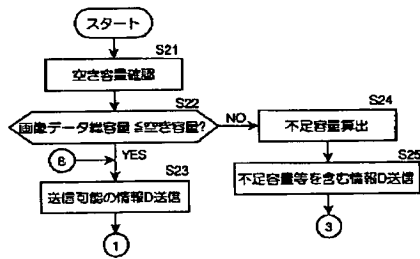 スタート
S21
空き容量確認
S22
画像データ総容量≦空き容量?
NO
S24
不足容量算出
8
YES
S23
送信可能の情報D送信
S25
不足容量等を含む情報D送信
1
3